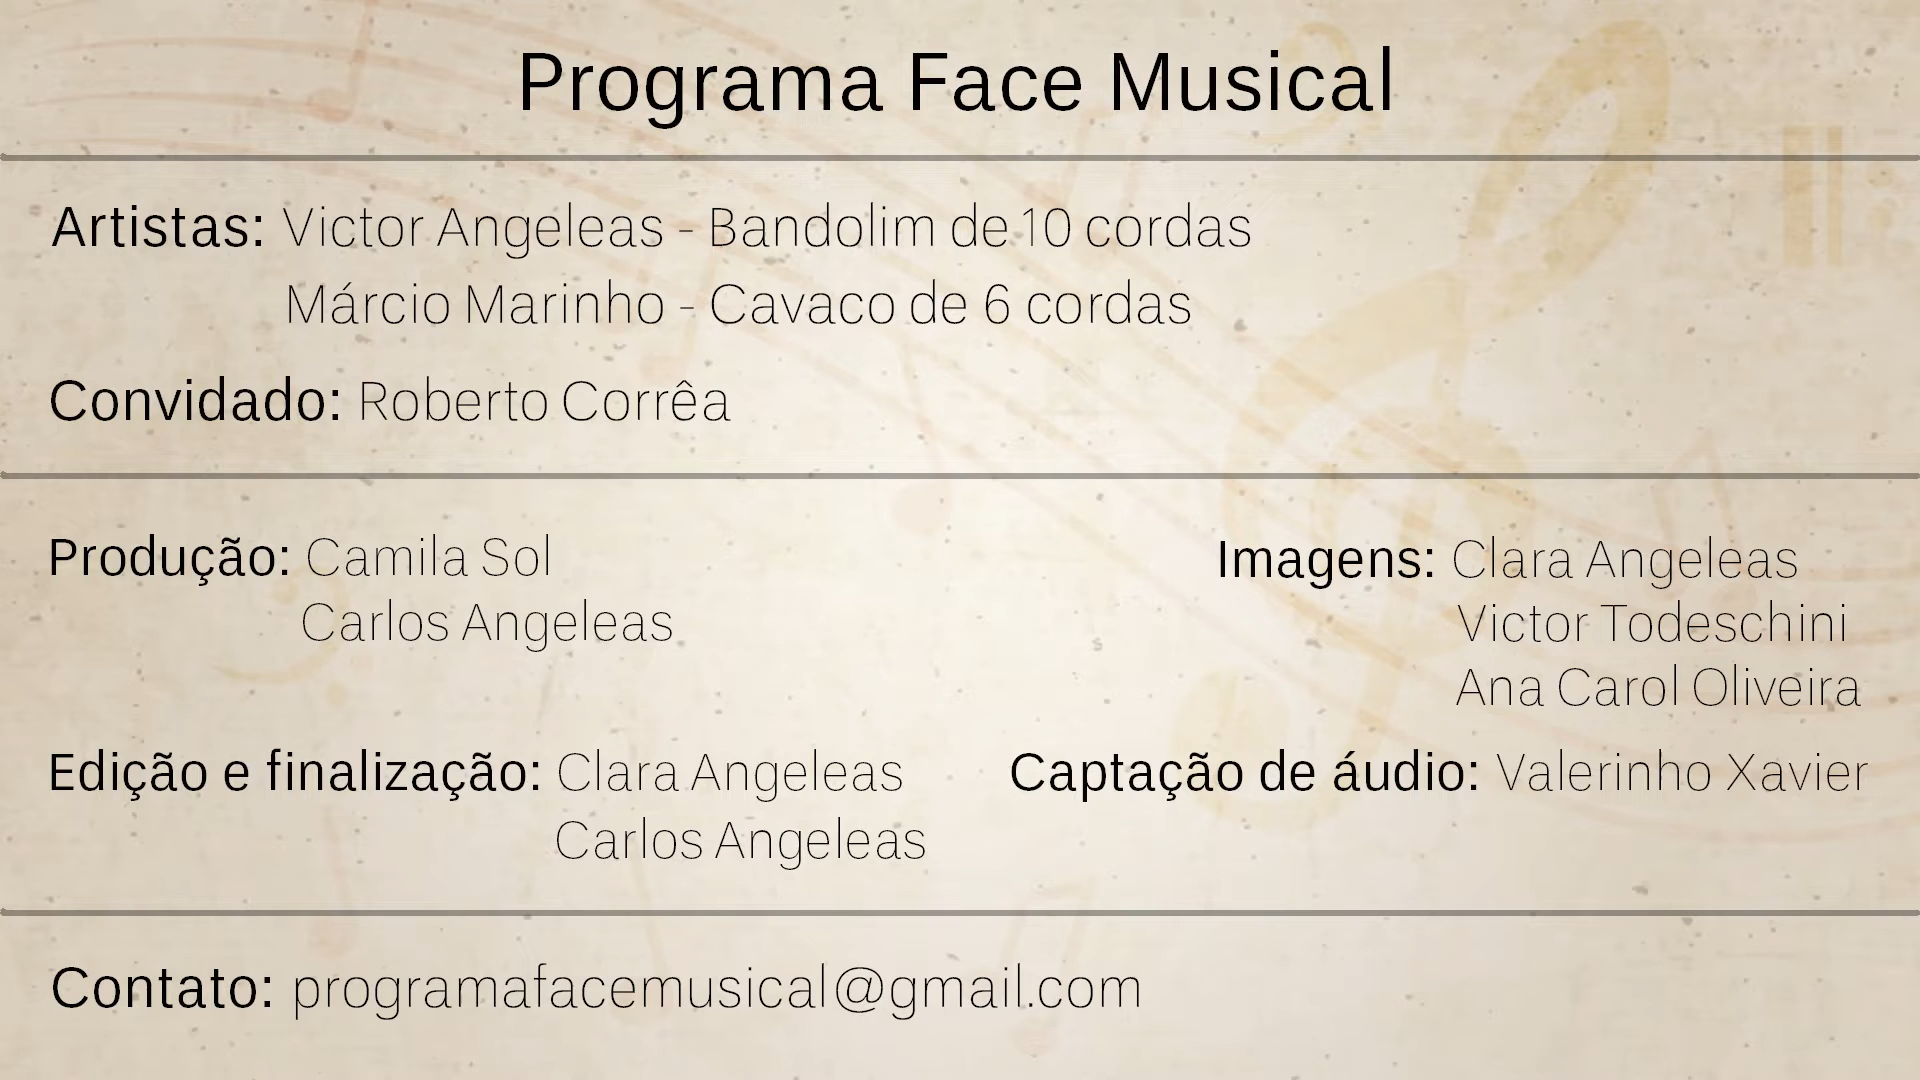 Programa Face Musical
Artistas: Victor Angeleas - Bandolim de 10 cordas
Márcio Marinho - Cavaco de 6 cordas
Convidado: Roberto Corrêa
Produção: Camila Sol
Carlos Angeleas
Imagens: Clara Angeleas
Victor Todeschini
Ana Carol Oliveira
Edição e finalização: Clara Angeleas
Carlos Angeleas
Captação de áudio: Valerinho Xavier
Contato: programafacemusical@gmail.com